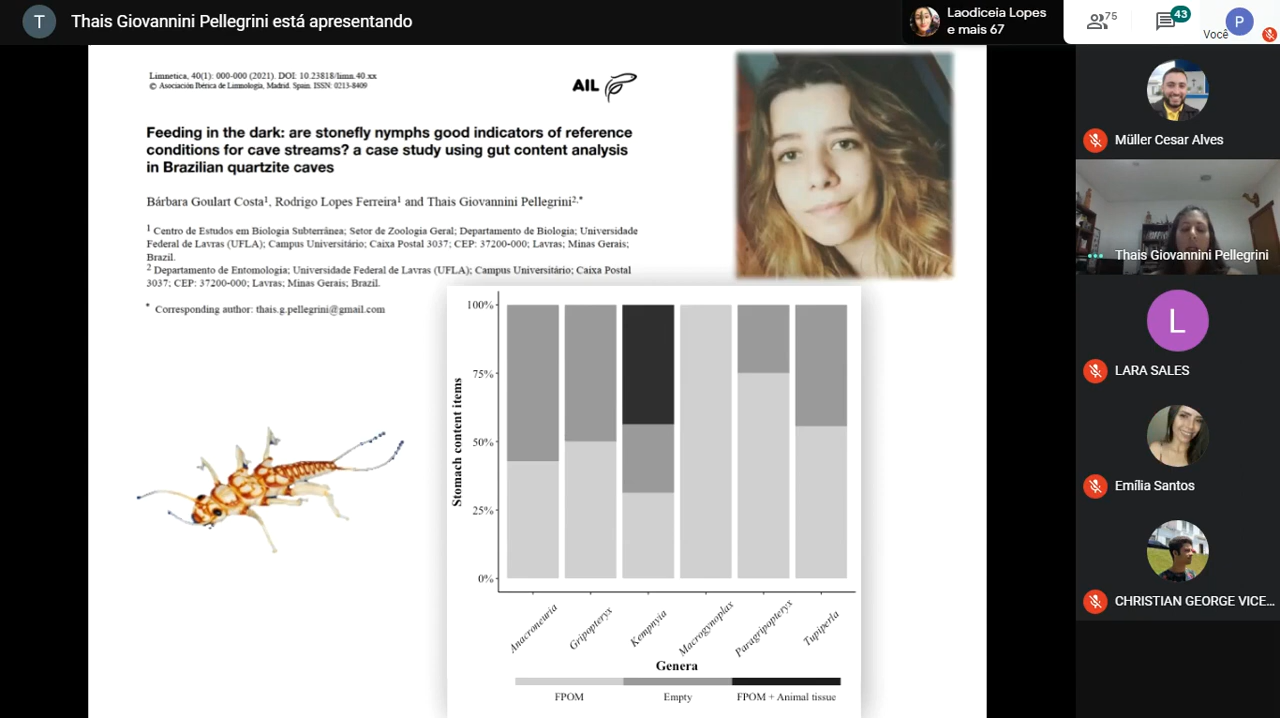 T
Thais Giovannini Pellegrini está apresentando
Laodiceia Lopes
e mais 67
75
43
Você
P
Limnetica, 40(1): 000-000 (2021). DOI: 10.23818/limn.40.xx
© Asociación Ibérica de Limnología, Madrid. Spain. ISSN: 0213-8409
AIL
Feeding in the dark: are stonefly nymphs good indicators of reference
conditions for cave streams? a case study using gut content analysis
in Brazilian quartzite caves
Bárbara Goulart Costa1, Rodrigo Lopes Ferreira1 and Thais Giovannini Pellegrini2,*
1 Centro de Estudos em Biologia Subterrânea; Setor de Zoologia Geral; Departamento de Biologia; Universidade
Federal de Lavras (UFLA); Campus Universitário; Caixa Postal 3037; CEP: 37200-000; Lavras; Minas Gerais;
Brazil.
2 Departamento de Entomologia; Universidade Federal de Lavras (UFLA); Campus Universitário; Caixa Postal
3037; CEP: 37200-000; Lavras; Minas Gerais; Brazil.
* Corresponding author: thais.g.pellegrini@gmail.com
Stomach content items
100%
75%
50%
25%
0%
Anacroneuria
Gripopteryx
Kempnyia
Macrogynoplax
Paragripopteryx
Tupiperla
Genera
FPOM
Empty
FPOM + Animal tissue
Müller Cesar Alves
Thais Giovannini Pellegrini
L
LARA SALES
Emília Santos
CHRISTIAN GEORGE VICE...